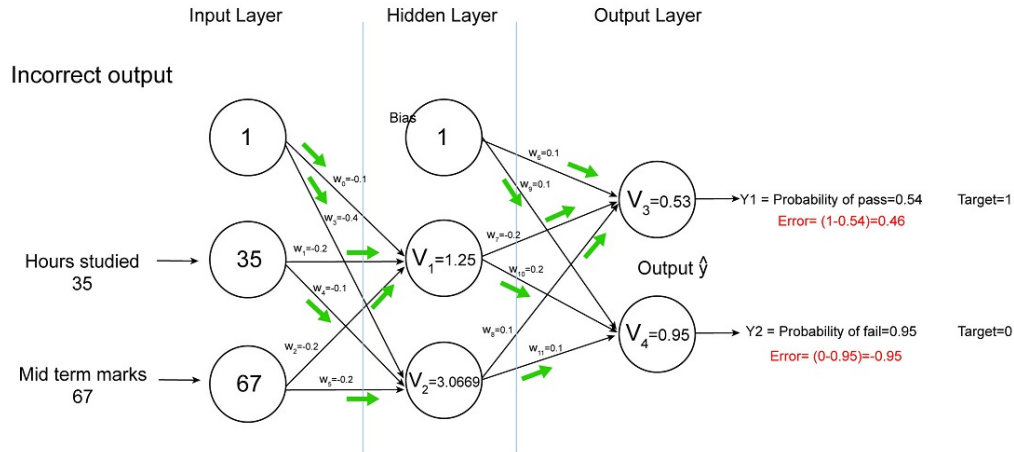 Input Layer
Hidden Layer
Output Layer
Incorrect output
Bias
1
1
w₀=-0.1
w₃=-0.4
w₆=0.1
w₉=0.1
V₃=0.53
Y1 = Probability of pass=0.54
Target=1
Error= (1-0.54)=0.46
Hours studied
35
35
w₁=-0.2
w₄=-0.1
V₁=1.25
w₇=-0.2
w₁₀=0.2
Output ŷ
w₂=-0.2
w₈=0.1
V₄=0.95
Y2 = Probability of fail=0.95
Target=0
Error= (0-0.95)=-0.95
Mid term marks
67
67
w₅=-0.2
V₂=3.0669
w₁₁=0.1